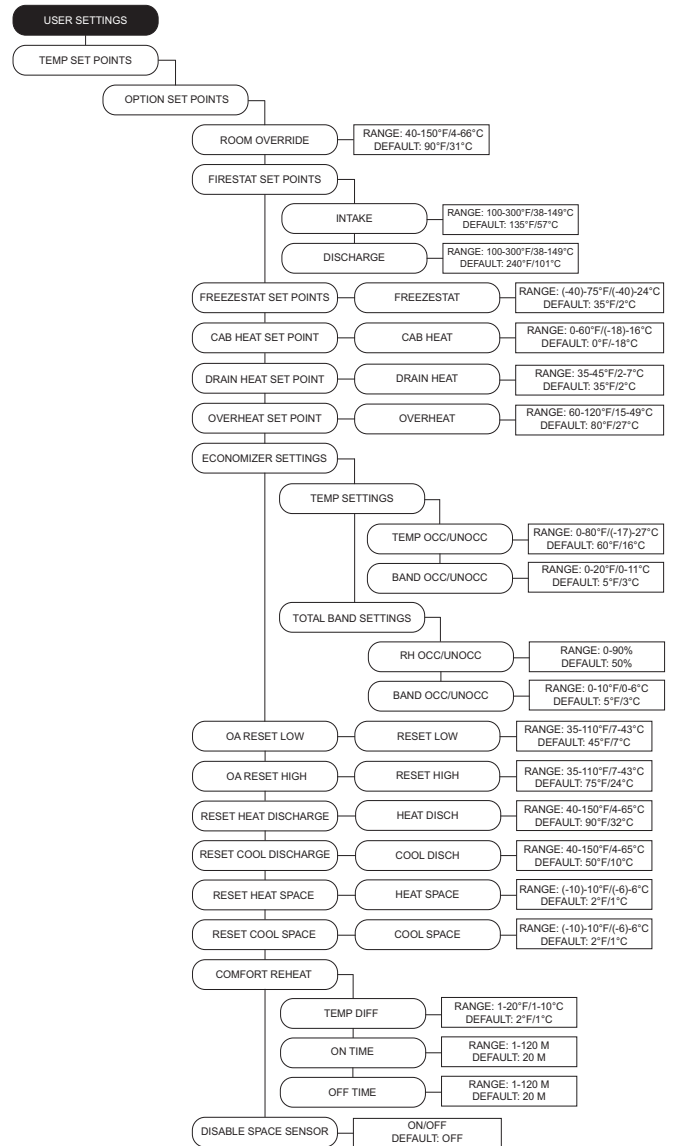 USER SETTINGS
TEMP SET POINTS
OPTION SET POINTS
ROOM OVERRIDE
RANGE: 40-150°F/4-66°C
DEFAULT: 90°F/31°C
FIRESTAT SET POINTS
INTAKE
RANGE: 100-300°F/38-149°C
DEFAULT: 135°F/57°C
DISCHARGE
RANGE: 100-300°F/38-149°C
DEFAULT: 240°F/101°C
FREEZESTAT SET POINTS
FREEZESTAT
RANGE: (-40)-75°F/(-40)-24°C
DEFAULT: 35°F/2°C
CAB HEAT SET POINT
CAB HEAT
RANGE: 0-60°F/(-18)-16°C
DEFAULT: 0°F/-18°C
DRAIN HEAT SET POINT
DRAIN HEAT
RANGE: 35-45°F/2-7°C
DEFAULT: 35°F/2°C
OVERHEAT SET POINT
OVERHEAT
RANGE: 60-120°F/15-49°C
DEFAULT: 80°F/27°C
ECONOMIZER SETTINGS
TEMP SETTINGS
TEMP OCC/UNOCC
RANGE: 0-80°F/(-17)-27°C
DEFAULT: 60°F/16°C
BAND OCC/UNOCC
RANGE: 0-20°F/0-11°C
DEFAULT: 5°F/3°C
TOTAL BAND SETTINGS
RH OCC/UNOCC
RANGE: 0-90%
DEFAULT: 50%
BAND OCC/UNOCC
RANGE: 0-10°F/0-6°C
DEFAULT: 5°F/3°C
OA RESET LOW
RESET LOW
RANGE: 35-110°F/7-43°C
DEFAULT: 45°F/7°C
OA RESET HIGH
RESET HIGH
RANGE: 35-110°F/7-43°C
DEFAULT: 75°F/24°C
RESET HEAT DISCHARGE
HEAT DISCH
RANGE: 40-150°F/4-65°C
DEFAULT: 90°F/32°C
RESET COOL DISCHARGE
COOL DISCH
RANGE: 40-150°F/4-65°C
DEFAULT: 50°F/10°C
RESET HEAT SPACE
HEAT SPACE
RANGE: (-10)-10°F/(-6)-6°C
DEFAULT: 2°F/1°C
RESET COOL SPACE
COOL SPACE
RANGE: (-10)-10°F/(-6)-6°C
DEFAULT: 2°F/1°C
COMFORT REHEAT
TEMP DIFF
RANGE: 1-20°F/1-10°C
DEFAULT: 2°F/1°C
ON TIME
RANGE: 1-120 M
DEFAULT: 20 M
OFF TIME
RANGE: 1-120 M
DEFAULT: 20 M
DISABLE SPACE SENSOR
ON/OFF
DEFAULT: OFF